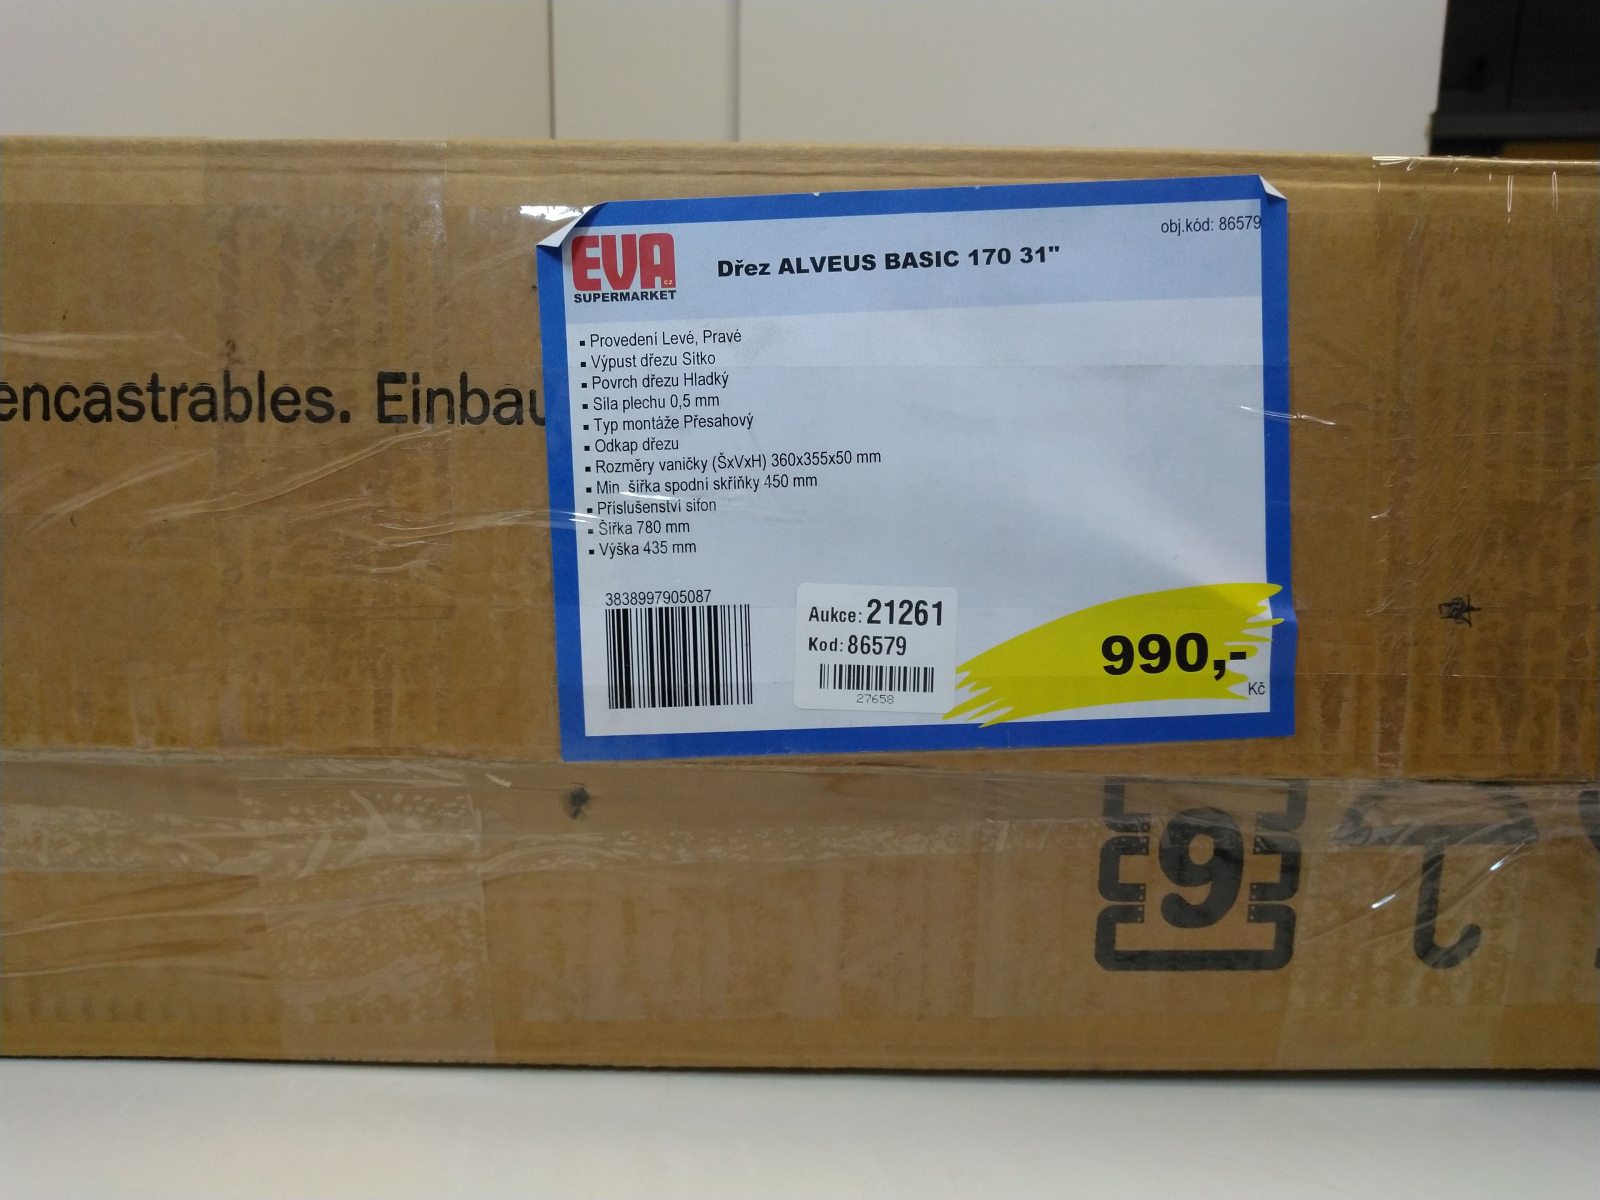 obj.kód: 86579
EVA
cz
SUPERMARKET
Dřez ALVEUS BASIC 170 31"
▪ Provedení Levé, Pravé
▪ Výpust dřezu Sítko
▪ Povrch dřezu Hladký
▪ Síla plechu 0,5 mm
▪ Typ montáže Přesahový
▪ Odkap dřezu
▪ Rozměry vaničky (ŠxVxH) 360x355x50 mm
▪ Min. šířka spodní skříňky 450 mm
▪ Příslušenství sifon
▪ Šířka 780 mm
▪ Výška 435 mm
encastrables. Einbau
3838997905087
Aukce: 21261
Kod: 86579
27658
990,-
Kč
9